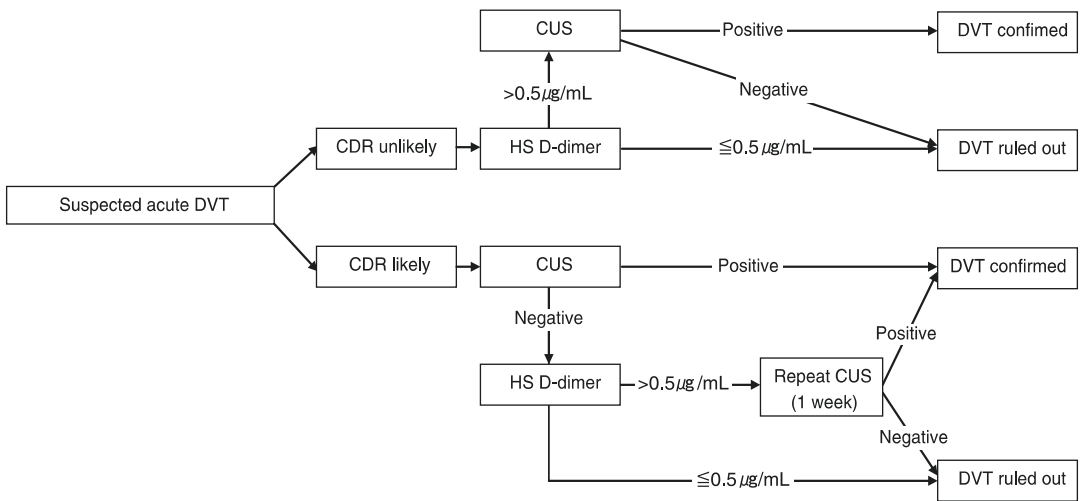 CUS
Positive
DVT confimed
Negative
>0.5μg/mL
CDR unlikely
HS D-dimer
≦0.5μg/mL
DVT ruled out
Suspected acute DVT
CDR likely
CUS
Positive
DVT confirmed
Negative
Positive
HS D-dimer
>0.5μg/mL
Repeat CUS
(1 week)
Negative
≦0.5μg/mL
DVT ruled out